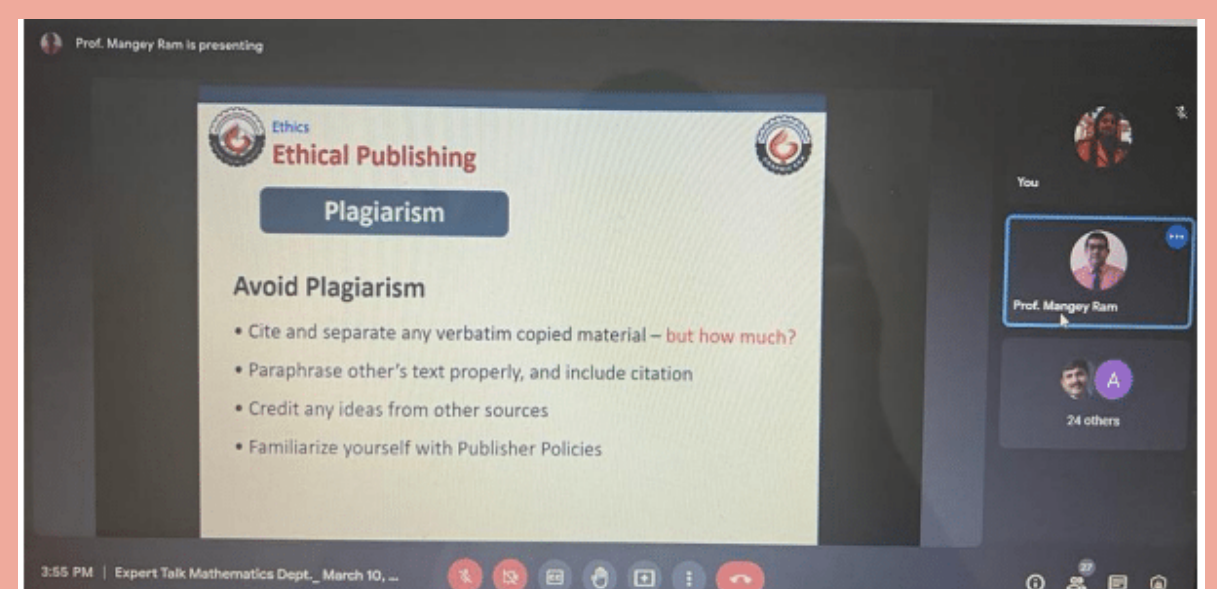 Prof. Mangey Ram is presenting
Ethics
Ethical Publishing
Plagiarism
Avoid Plagiarism
• Cite and separate any verbatim copied material – but how much?
• Paraphrase other's text properly, and include citation
• Credit any ideas from other sources
• Familiarize yourself with Publisher Policies
You
Prof. Mangey Ram
A
24 others
3:55 PM | Expert Talk Mathematics Dept._ March 10, ...
27